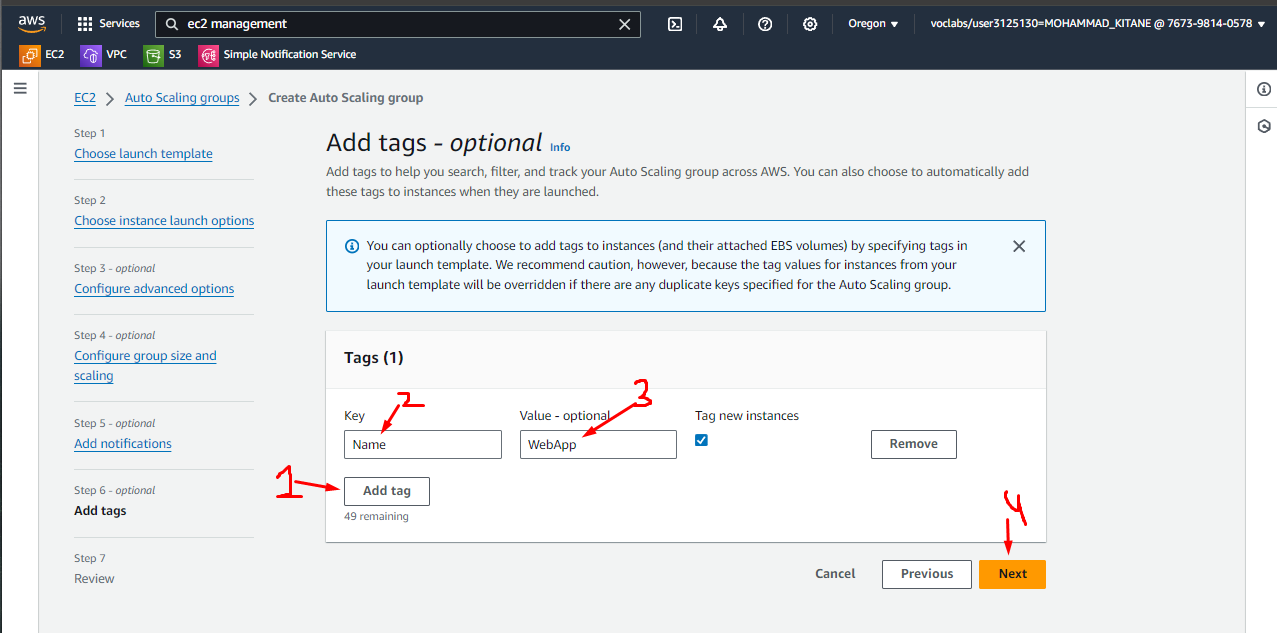 aws
Services
ec2 management
Oregon
voclabs/user3125130=MOHAMMAD_KITANE @ 7673-9814-0578
EC2
VPC
S3
Simple Notification Service
EC2
Auto Scaling groups
Create Auto Scaling group
Step 1
Choose launch template
Step 2
Choose instance launch options
Step 3 - optional
Configure advanced options
Step 4 - optional
Configure group size and
scaling
Step 5 - optional
Add notifications
Step 6 - optional
Add tags
Step 7
Review
Add tags - optional Info
Add tags to help you search, filter, and track your Auto Scaling group across AWS. You can also choose to automatically add
these tags to instances when they are launched.
You can optionally choose to add tags to instances (and their attached EBS volumes) by specifying tags in
your launch template. We recommend caution, however, because the tag values for instances from your
launch template will be overridden if there are any duplicate keys specified for the Auto Scaling group.
Tags (1)
2
3
Key
Value - optional
Tag new instances
Name
WebApp
Remove
1
Add tag
49 remaining
4
Cancel
Previous
Next